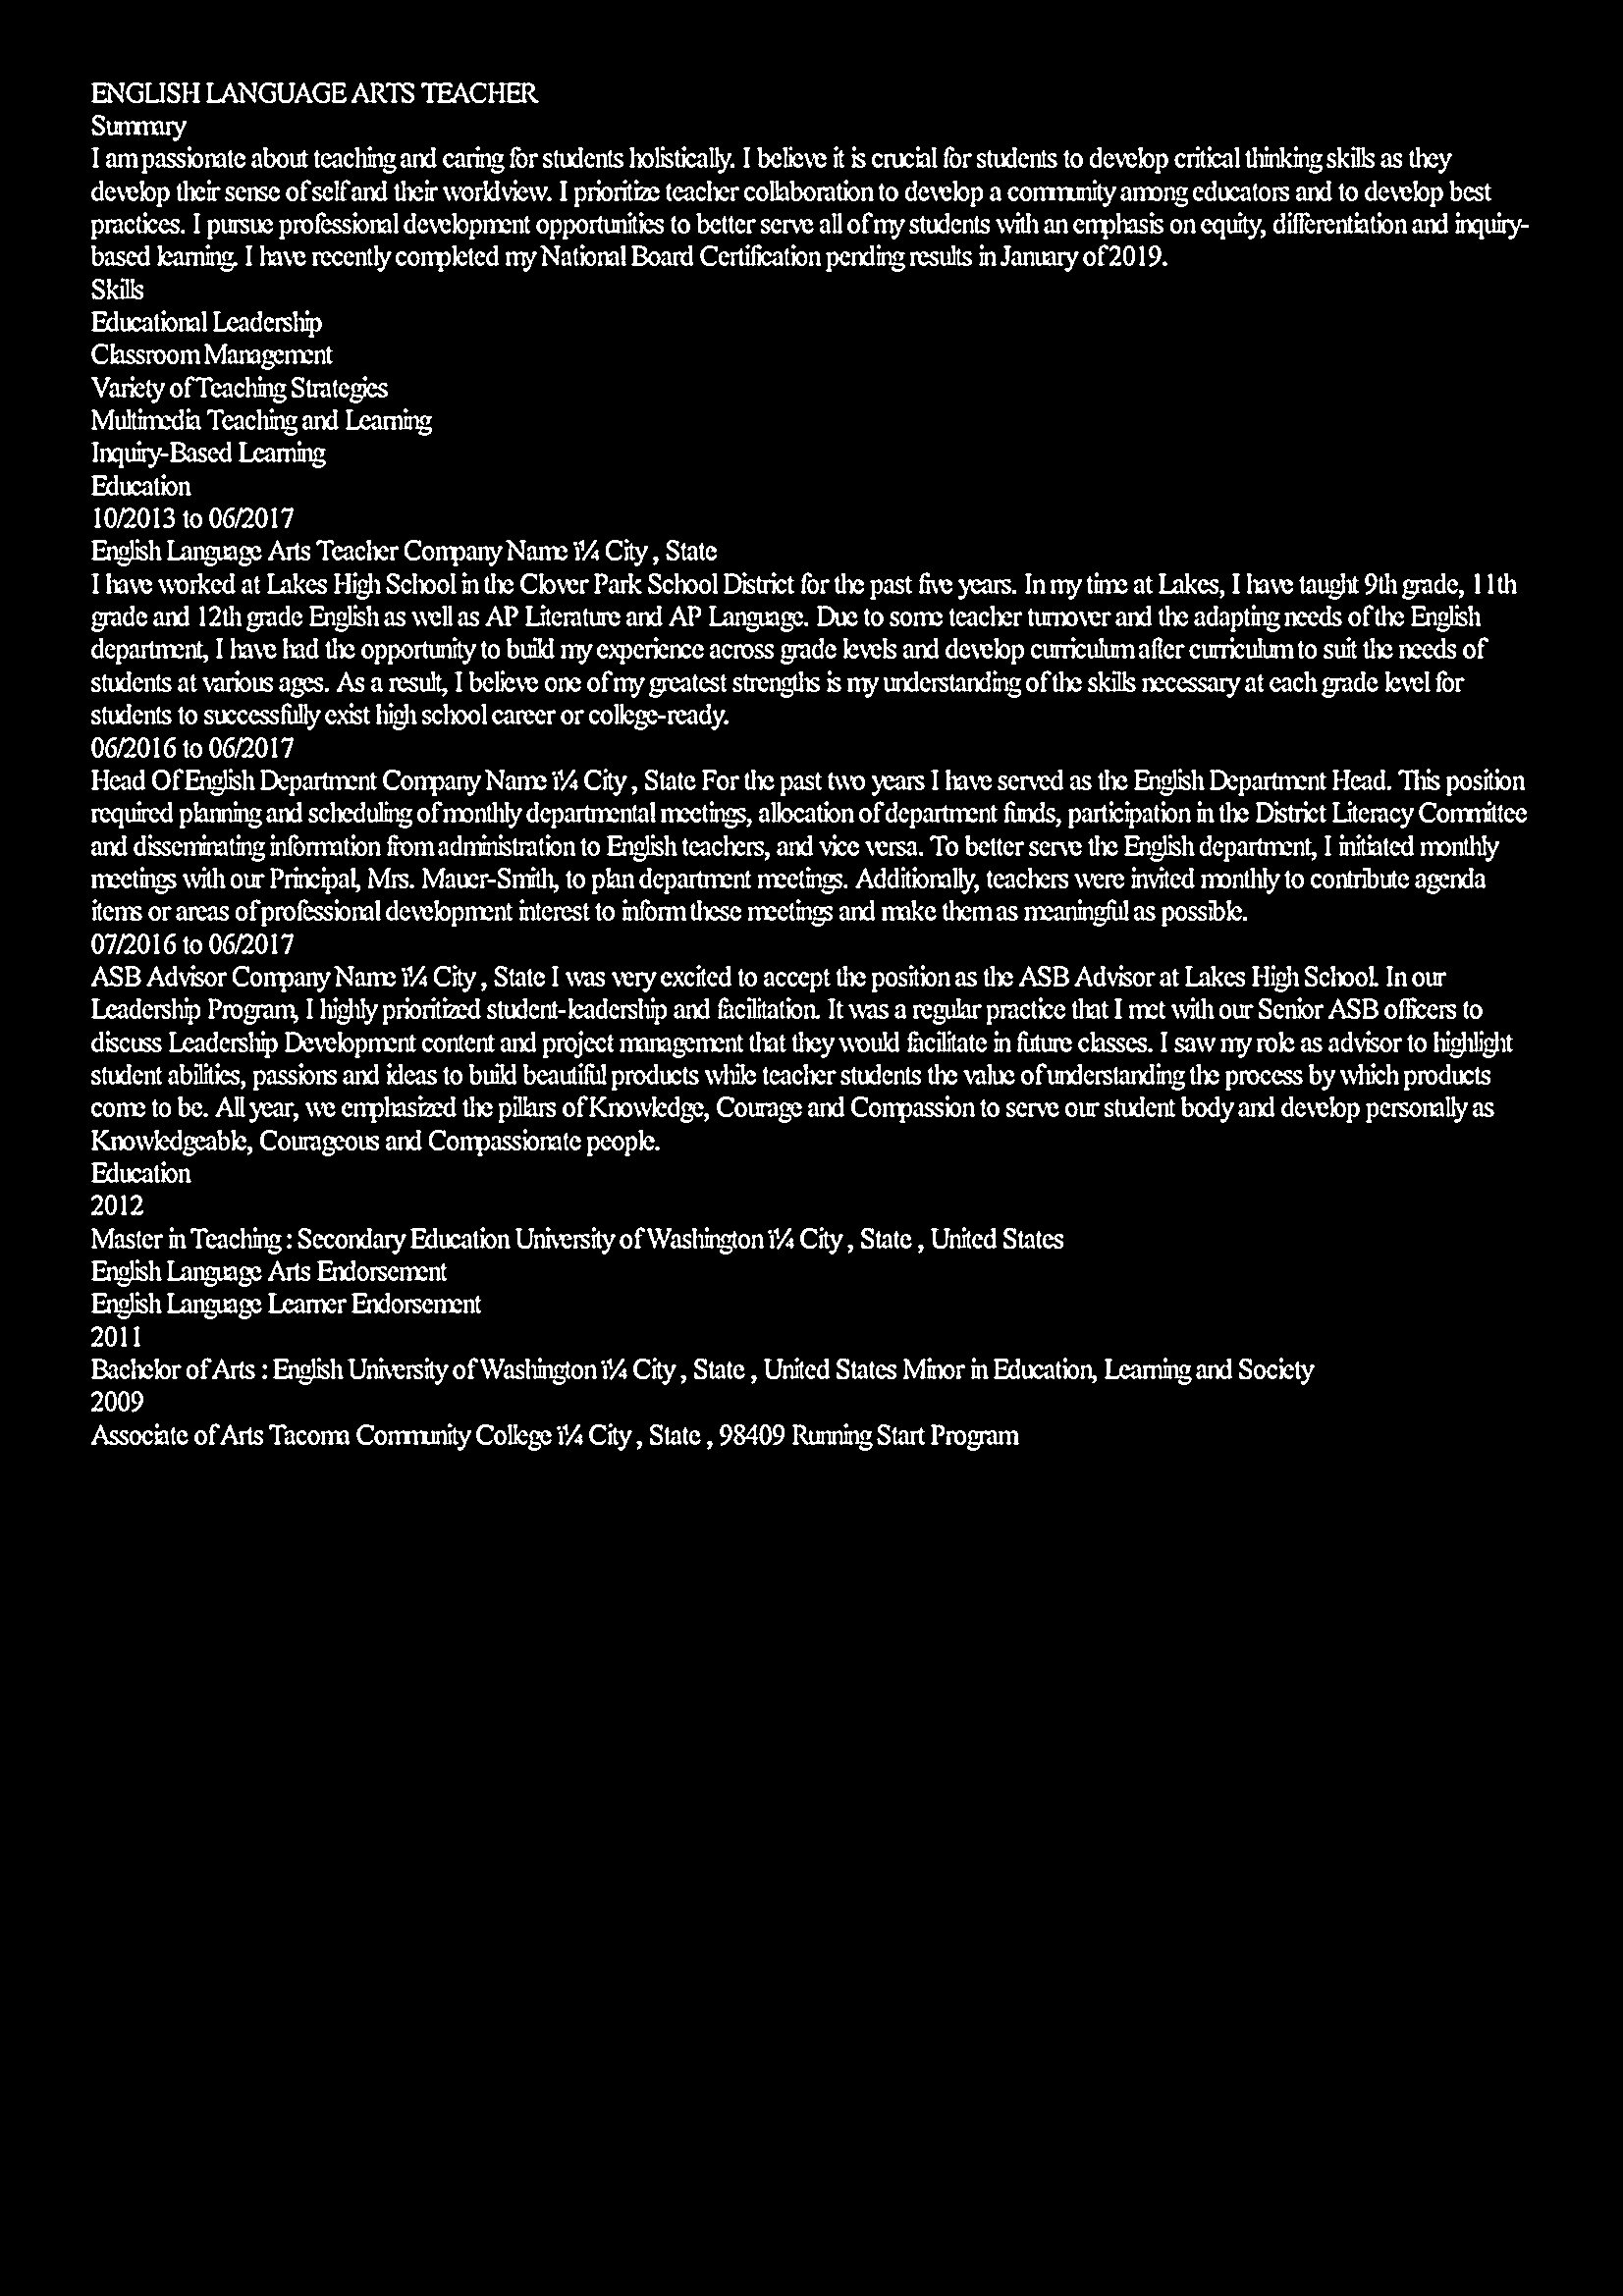 ENGLISH LANGUAGE ARTS TEACHER
Summary
I am passionate about teaching and caring for students holistically. I believe it is crucial for students to develop critical thinking skills as they
develop their sense of self and their worldview. I prioritize teacher collaboration to develop a community among educators and to develop best
practices. I pursue professional development opportunities to better serve all of my students with an emphasis on equity, differentiation and inquiry-
based learning. I have recently completed my National Board Certification pending results in January of 2019.
Skills
Educational Leadership
Classroom Management
Variety of Teaching Strategies
Multimedia Teaching and Learning
Inquiry-Based Learning
Education
10/2013 to 06/2017
English Language Arts Teacher Company Name ï¼ City , State
I have worked at Lakes High School in the Clover Park School District for the past five years. In my time at Lakes, I have taught 9th grade, 11th
grade and 12th grade English as well as AP Literature and AP Language. Due to some teacher turnover and the adapting needs of the English
department, I have had the opportunity to build my experience across grade levels and develop curriculum after curriculum to suit the needs of
students at various ages. As a result, I believe one of my greatest strengths is my understanding of the skills necessary at each grade level for
students to successfully exist high school career or college-ready.
06/2016 to 06/2017
Head Of English Department Company Name ï¼ City , State For the past two years I have served as the English Department Head. This position
required planning and scheduling of monthly departmental meetings, allocation of department funds, participation in the District Literacy Committee
and disseminating information from administration to English teachers, and vice versa. To better serve the English department, I initiated monthly
meetings with our Principal, Mrs. Mauer-Smith, to plan department meetings. Additionally, teachers were invited monthly to contribute agenda
items or areas of professional development interest to inform these meetings and make them as meaningful as possible.
07/2016 to 06/2017
ASB Advisor Company Name ï¼ City , State I was very excited to accept the position as the ASB Advisor at Lakes High School. In our
Leadership Program, I highly prioritized student-leadership and facilitation. It was a regular practice that I met with our Senior ASB officers to
discuss Leadership Development content and project management that they would facilitate in future classes. I saw my role as advisor to highlight
student abilities, passions and ideas to build beautiful products while teacher students the value of understanding the process by which products
come to be. All year, we emphasized the pillars of Knowledge, Courage and Compassion to serve our student body and develop personally as
Knowledgeable, Courageous and Compassionate people.
Education
2012
Master in Teaching : Secondary Education University of Washington ï¼ City , State , United States
English Language Arts Endorsement
English Language Learner Endorsement
2011
Bachelor of Arts : English University of Washington ï¼ City , State , United States Minor in Education, Learning and Society
2009
Associate of Arts Tacoma Community College ï¼ City , State , 98409 Running Start Program